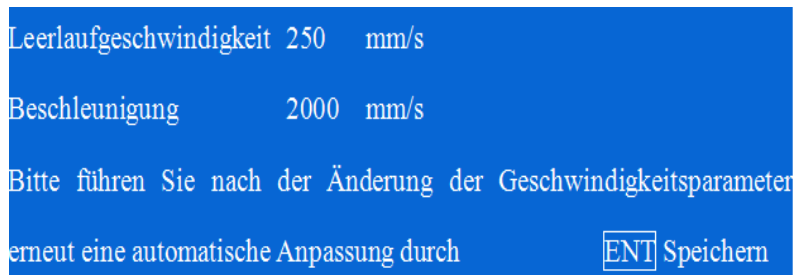 Leerlaufgeschwindigkeit 250 mm/s
Beschleunigung 2000 mm/s
Bitte führen Sie nach der Änderung der Geschwindigkeitsparameter
erneut eine automatische Anpassung durch ENT Speichern